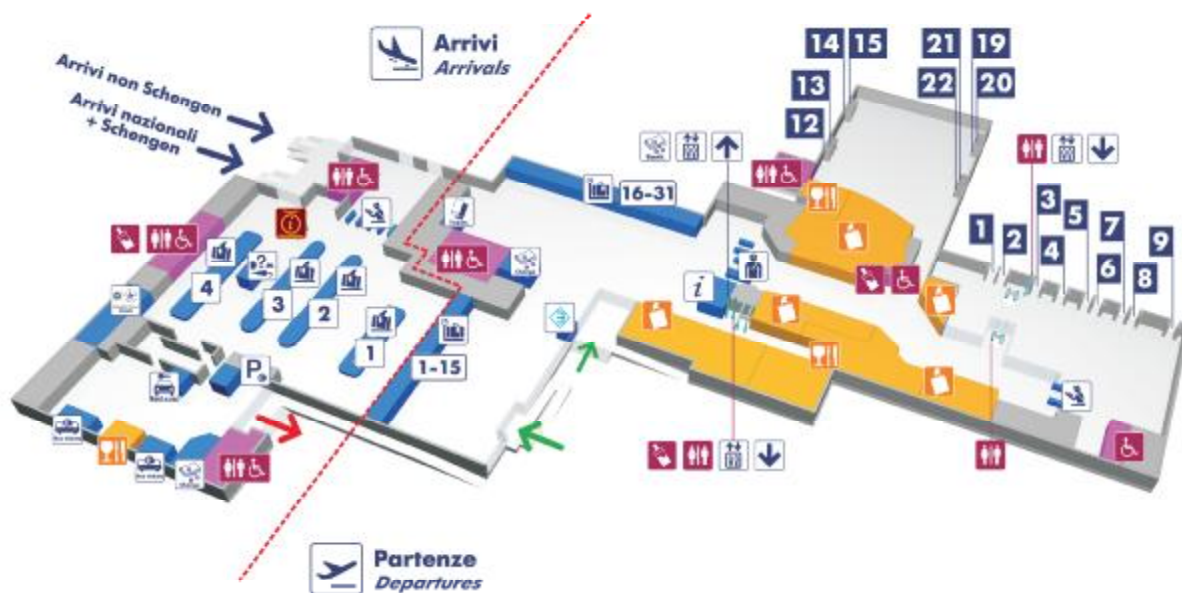 Arrivi
Arrivals
Arrivi non Schengen
Arrivi nazionali
+ Schengen
14
15
21
19
13
22
20
12
16-31
1
2
3
4
5
6
7
8
9
4
3
2
1
1-15
P
i
Partenze
Departures